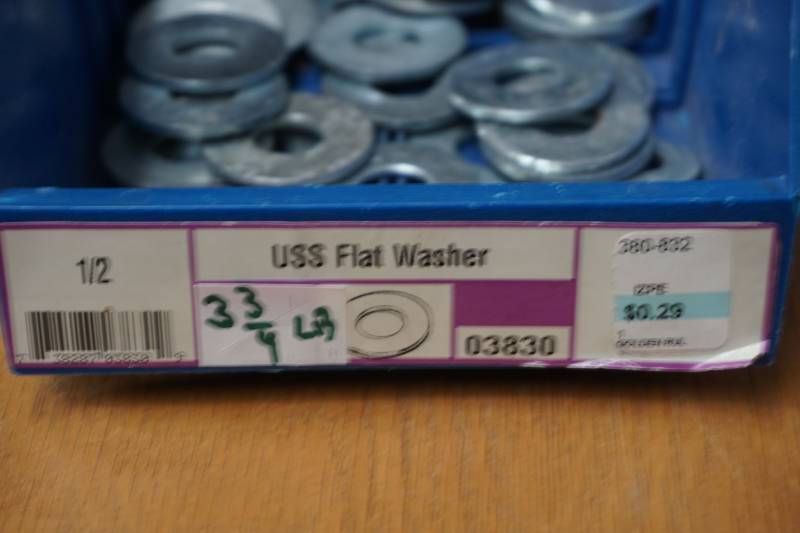 1/2
USS Flat Washer
3 3/4 LB
03830
380-832
$0.29